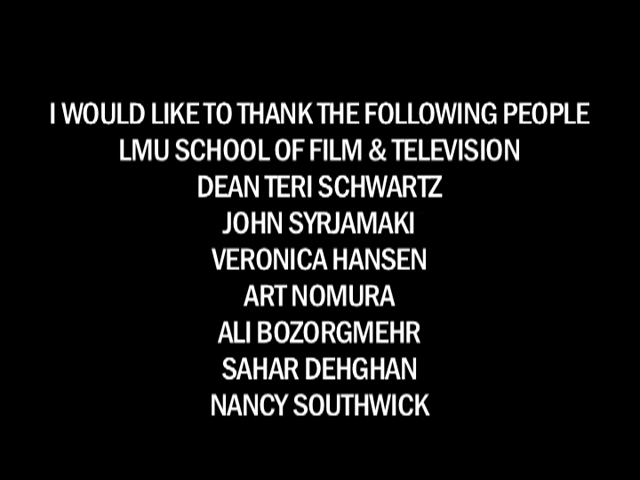 I WOULD LIKE TO THANK THE FOLLOWING PEOPLE
LMU SCHOOL OF FILM & TELEVISION
DEAN TERI SCHWARTZ
JOHN SYRJAMAKI
VERONICA HANSEN
ART NOMURA
ALI BOZORGMEHR
SAHAR DEHGHAN
NANCY SOUTHWICK